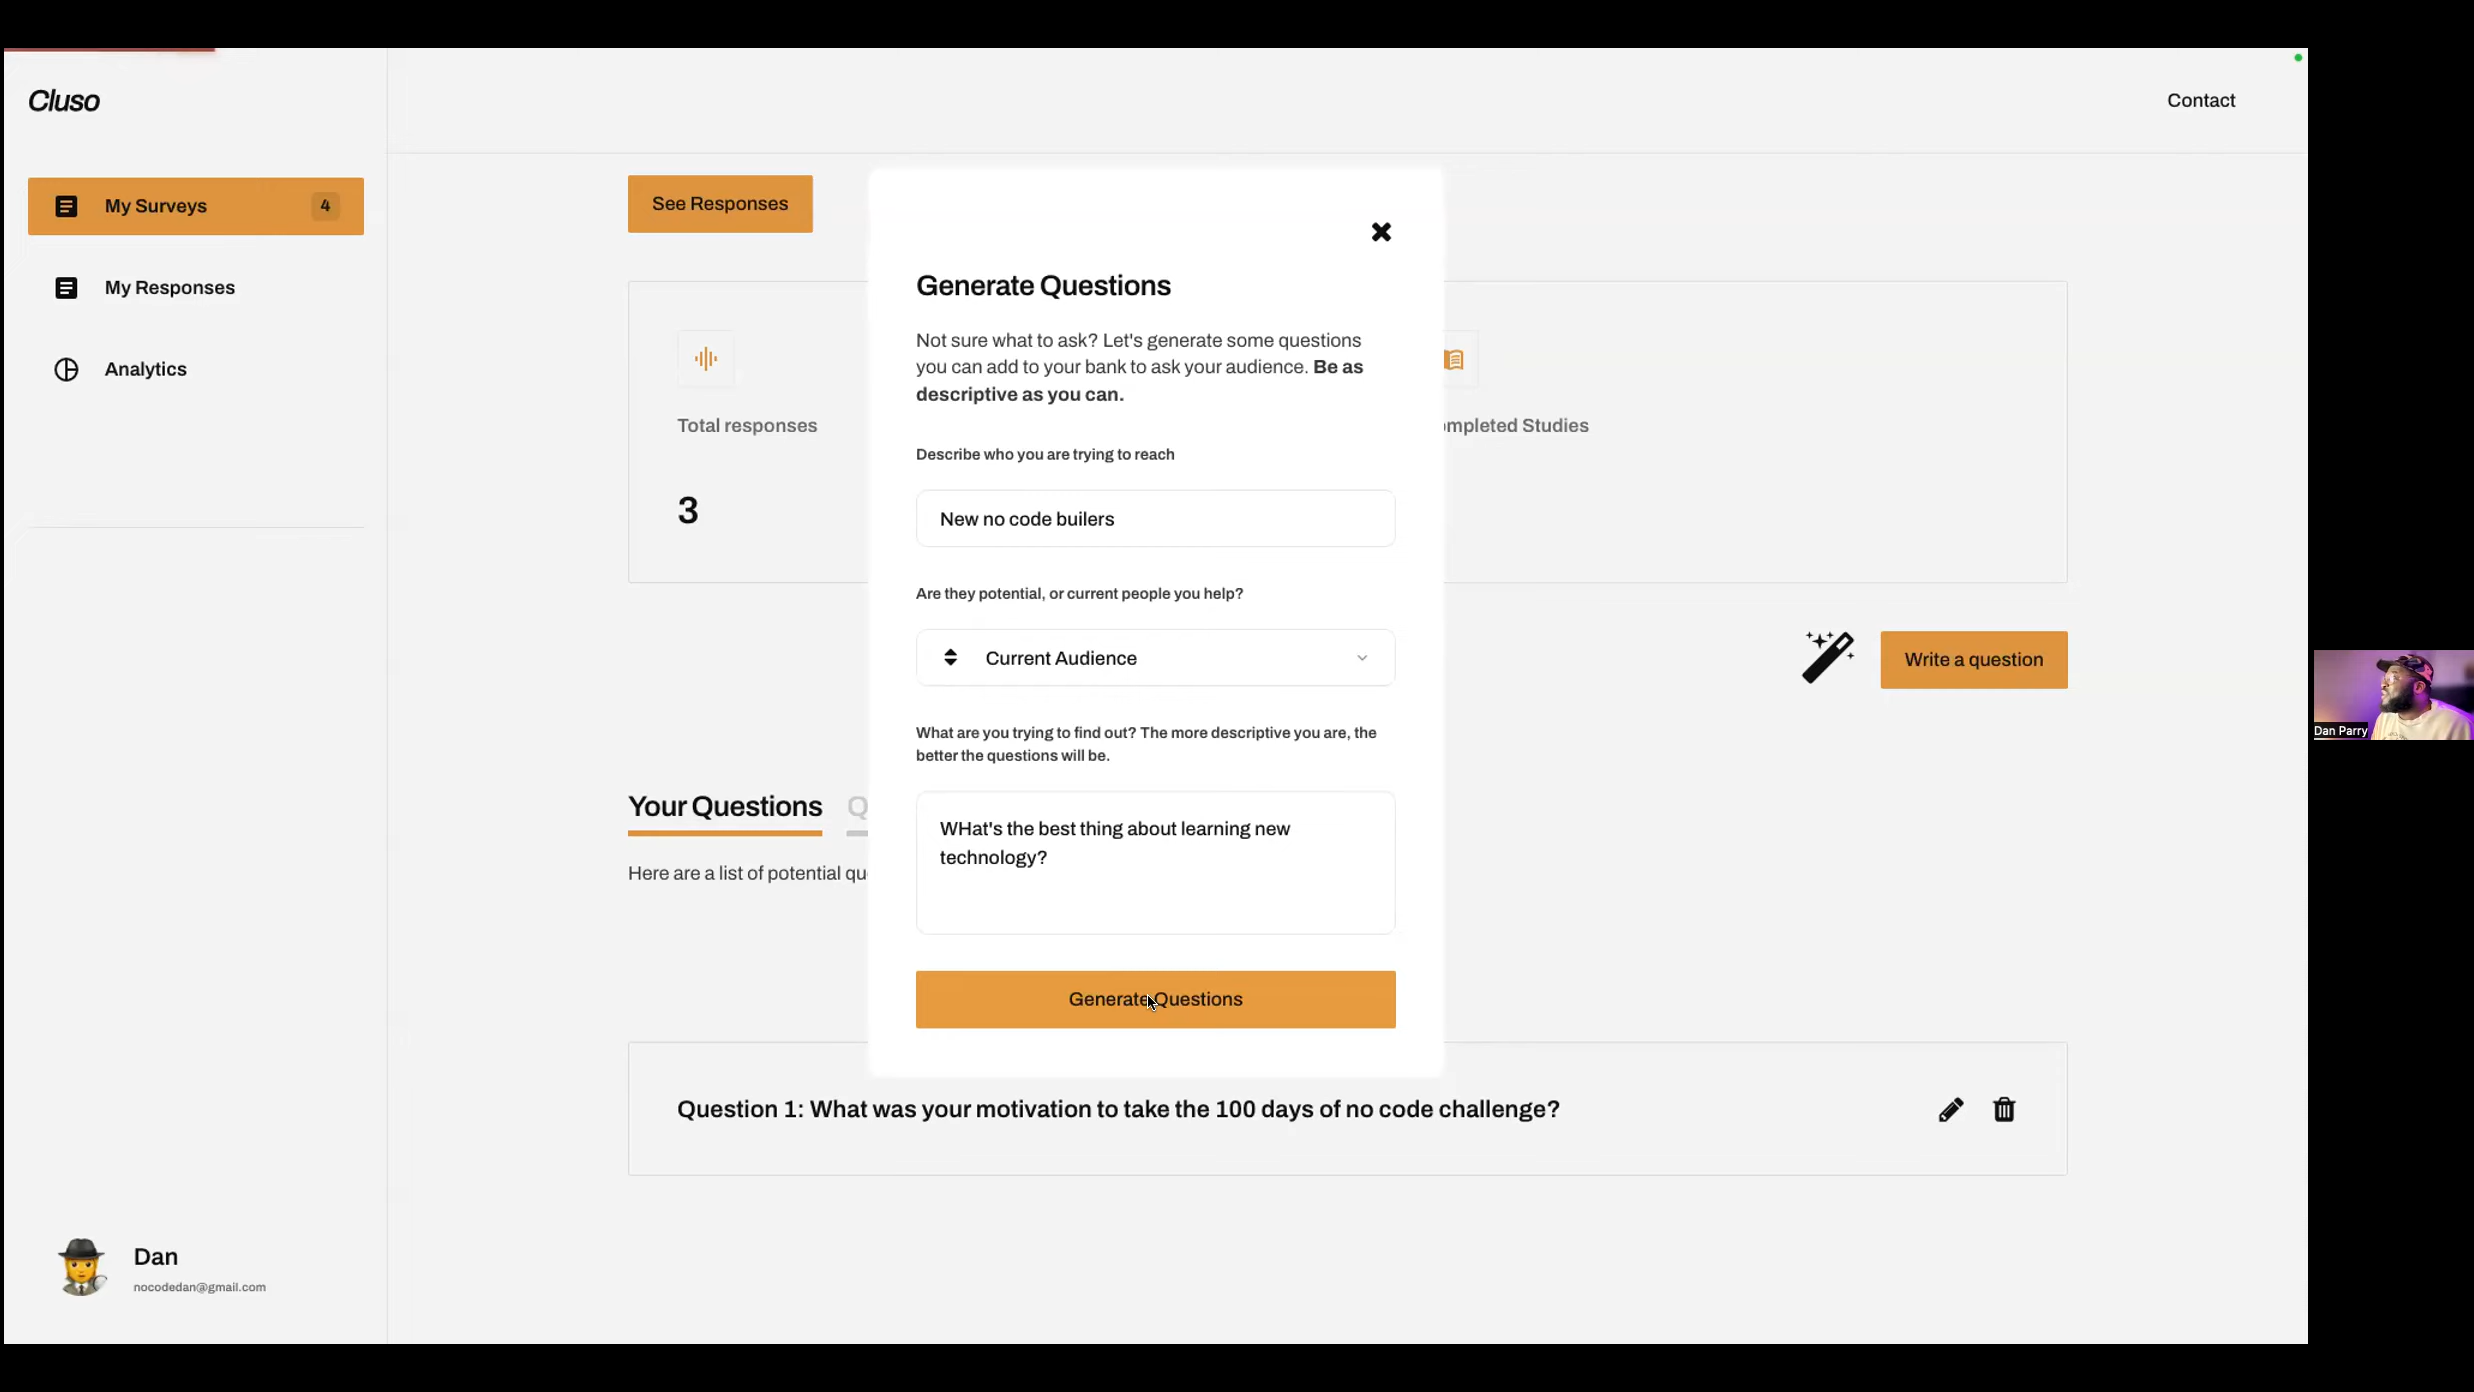 Cluso
Contact
My Surveys
4
My Responses
Analytics
See Responses
Total responses
3
mpleted Studies
Generate Questions
Not sure what to ask? Let's generate some questions
you can add to your bank to ask your audience. Be as
descriptive as you can.
Describe who you are trying to reach
New no code builers
Are they potential, or current people you help?
Current Audience
What are you trying to find out? The more descriptive you are, the
better the questions will be.
WHat's the best thing about learning new
technology?
Generate Questions
Write a question
Dan Parry
Your Questions
Q
Here are a list of potential qu
Question 1: What was your motivation to take the 100 days of no code challenge?
Dan
nocodedan@gmail.com